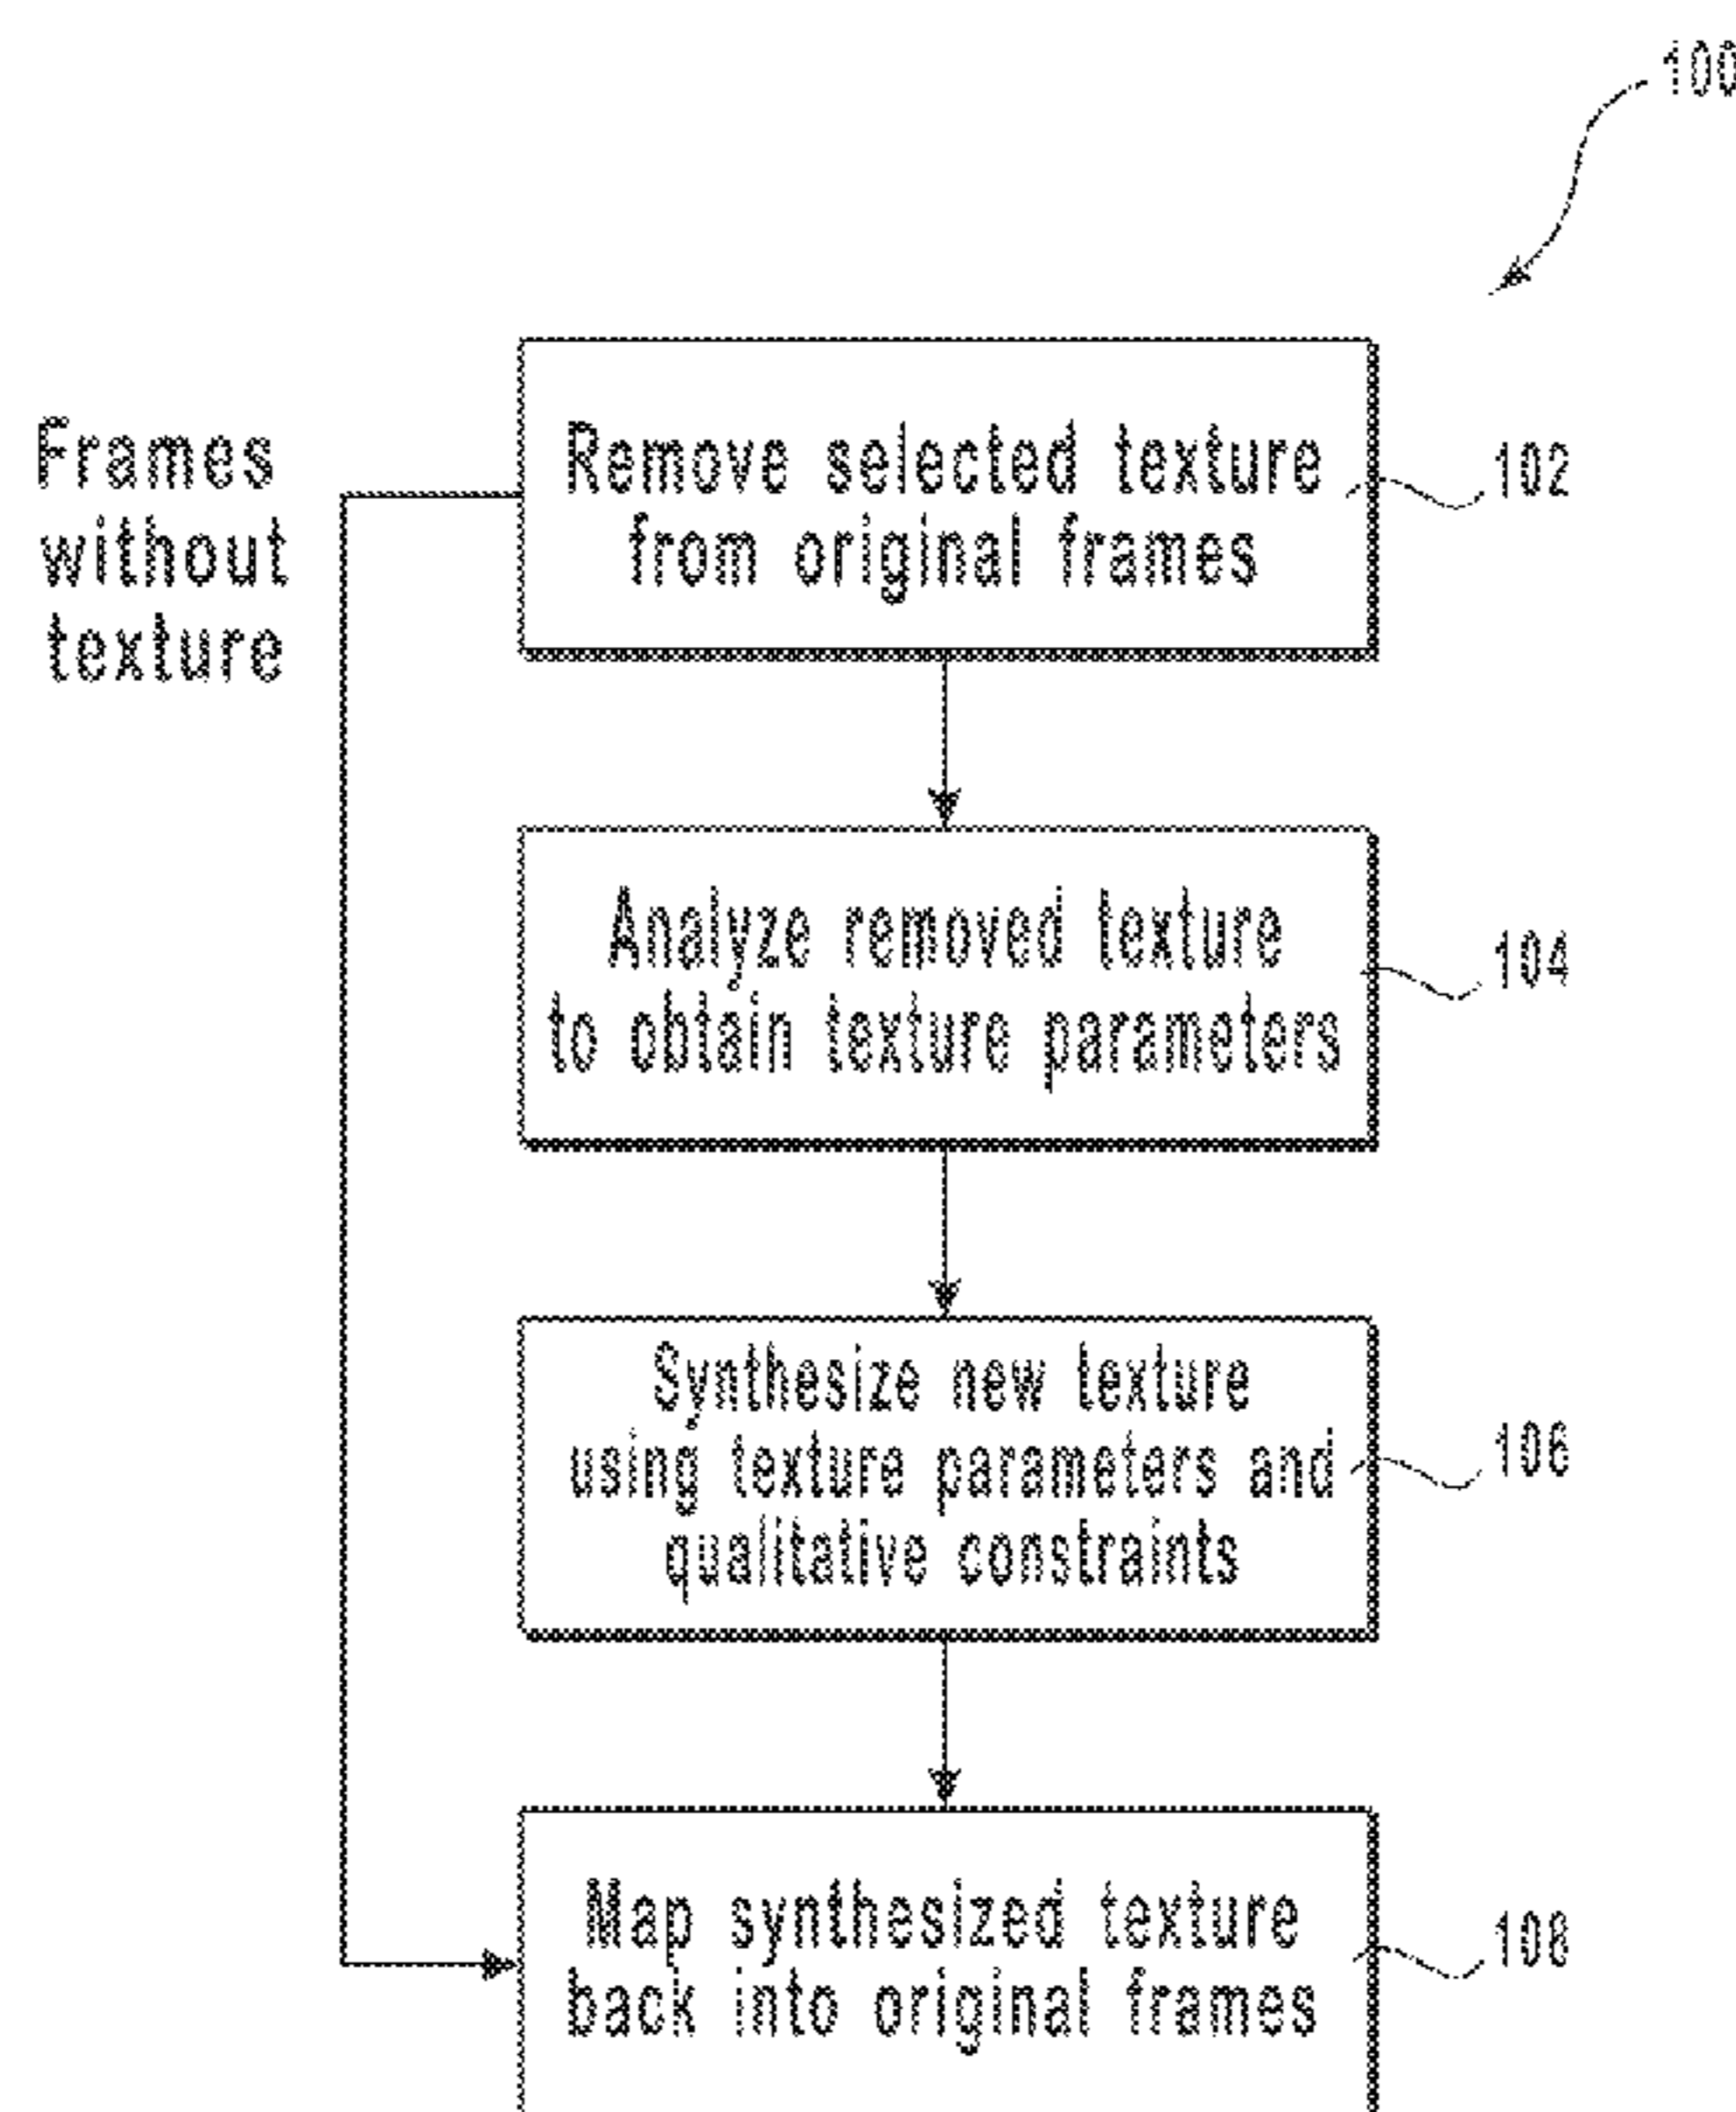 100
Frames
without
texture
Remove selected texture
from original frames
102
Analyze removed texture
to obtain texture parameters
104
Synthesize new texture
using texture parameters and
qualitative constraints
106
Map synthesized texture
back into original frames
108